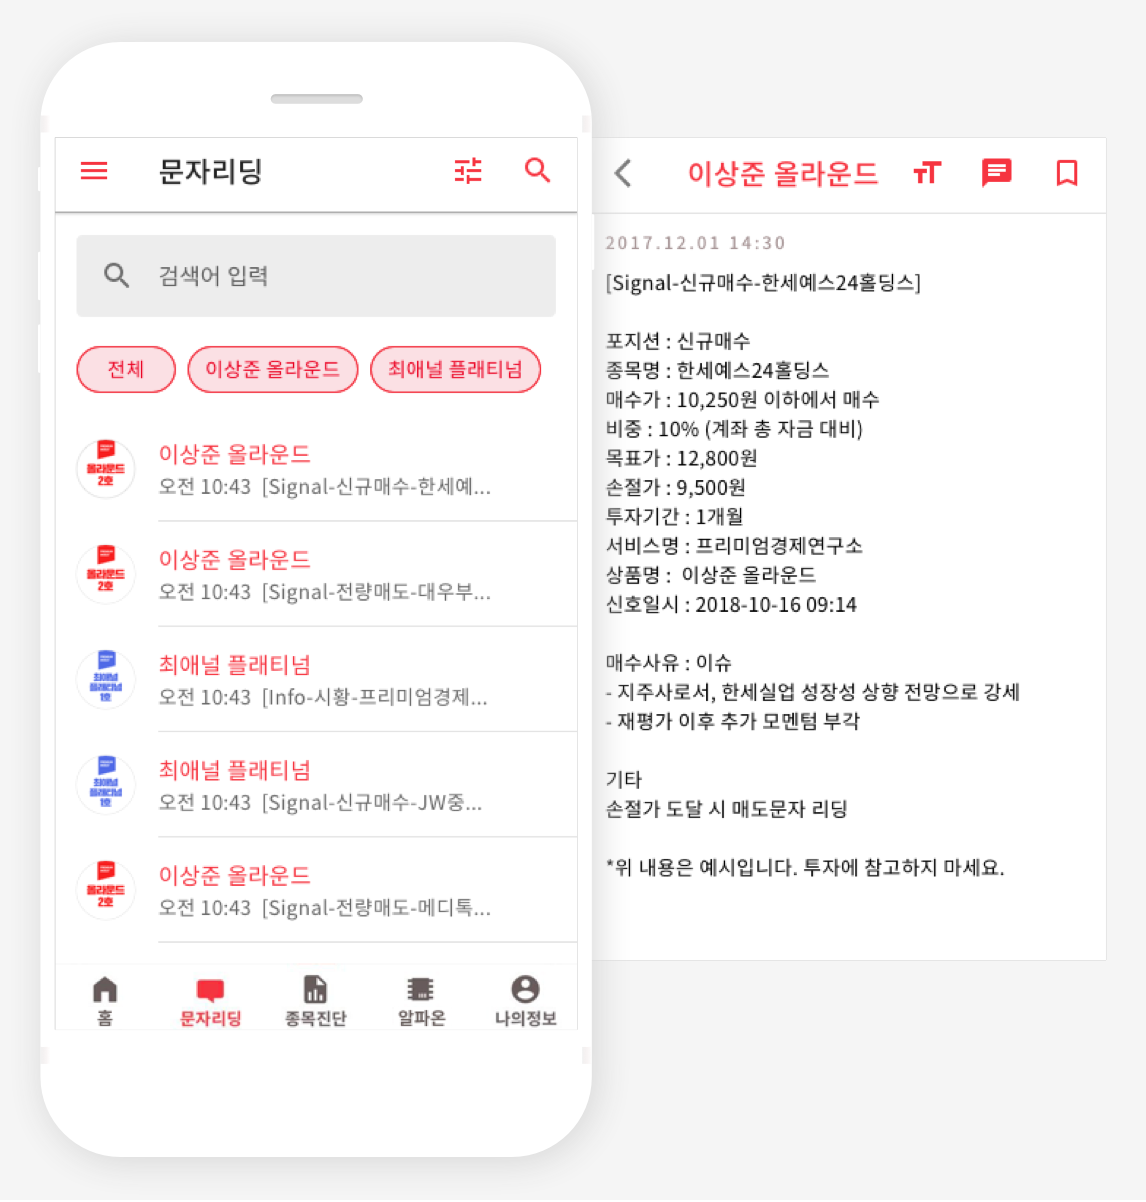 문자리딩
검색어 입력
전체
이상준 올라운드
최애널 플래티넘
올라운드
2호
이상준 올라운드
오전 10:43 [Signal-신규매수-한세예...
올라운드
2호
이상준 올라운드
오전 10:43 [Signal-전량매도-대우부...
최애널
플래티넘
1호
최애널 플래티넘
오전 10:43 [Info-시황-프리미엄경제...
최애널
플래티넘
1호
최애널 플래티넘
오전 10:43 [Signal-신규매수-JW중...
올라운드
2호
이상준 올라운드
오전 10:43 [Signal-전량매도-메디톡...
홈
문자리딩
종목진단
알파온
나의정보
이상준 올라운드
2017.12.01 14:30
[Signal-신규매수-한세예스24홀딩스]
포지션 : 신규매수
종목명 : 한세예스24홀딩스
매수가 : 10,250원 이하에서 매수
비중 : 10% (계좌 총 자금 대비)
목표가 : 12,800원
손절가 : 9,500원
투자기간 : 1개월
서비스명 : 프리미엄경제연구소
상품명 : 이상준 올라운드
신호일시 : 2018-10-16 09:14
매수사유 : 이슈
- 지주사로서, 한세실업 성장성 상향 전망으로 강세
- 재평가 이후 추가 모멘텀 부각
기타
손절가 도달 시 매도문자 리딩
*위 내용은 예시입니다. 투자에 참고하지 마세요.